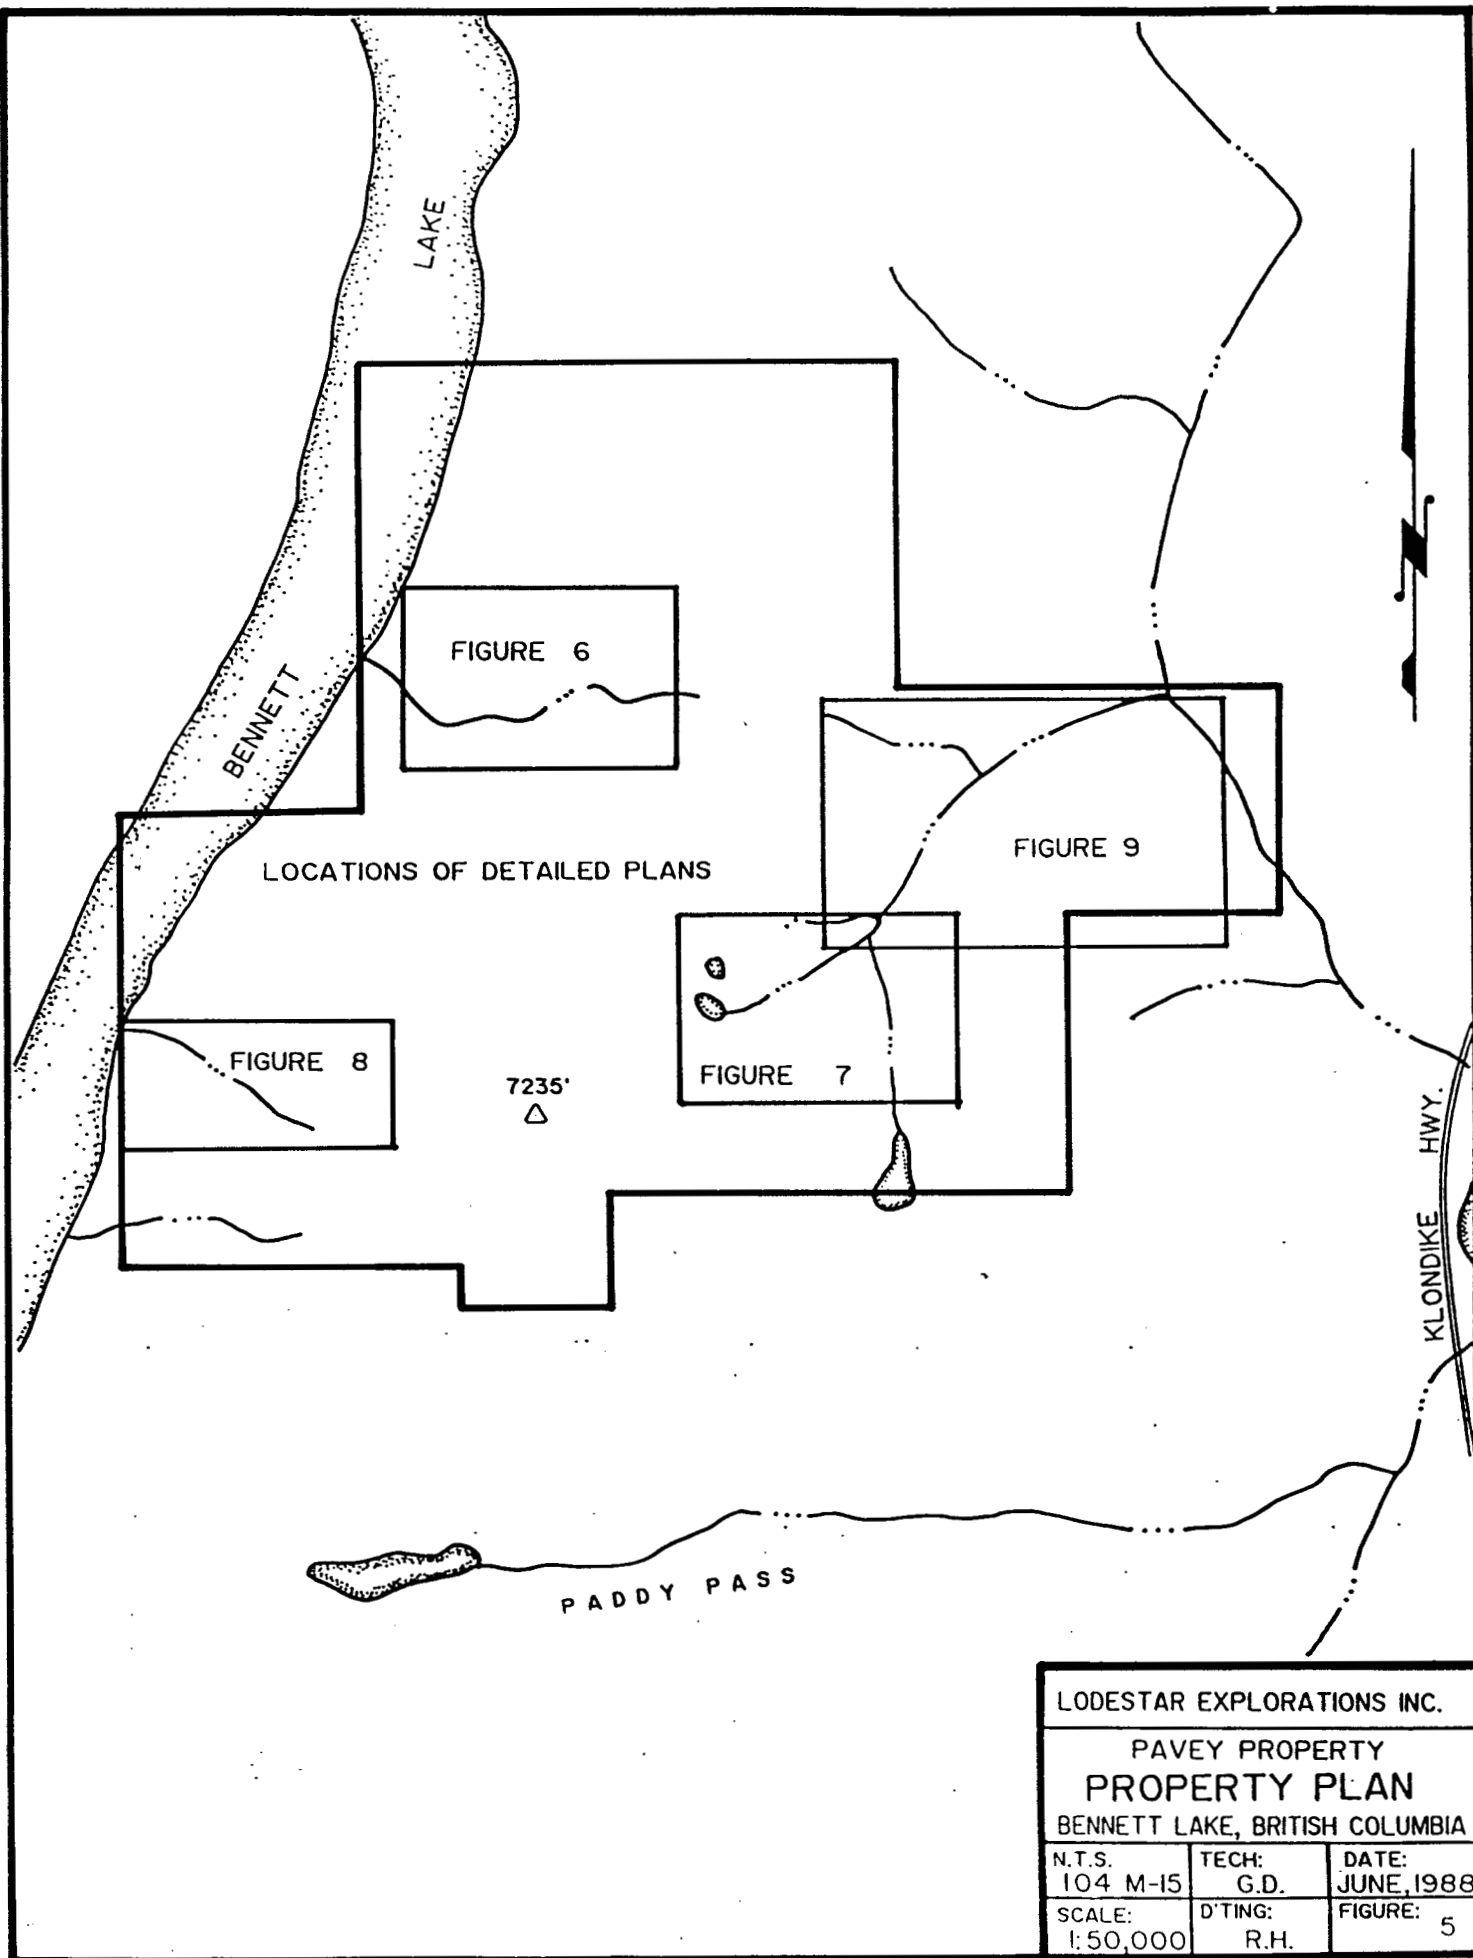 LAKE
BENNETT
FIGURE 6
FIGURE 9
LOCATIONS OF DETAILED PLANS
FIGURE 8
7235'
FIGURE 7
KLONDIKE HWY.
PADDY PASS
LODESTAR EXPLORATIONS INC.
PAVEY PROPERTY
PROPERTY PLAN
BENNETT LAKE, BRITISH COLUMBIA
N.T.S. 104 M-15
TECH: G.D.
DATE: JUNE, 1988
SCALE: 1:50,000
D'TING: R.H.
FIGURE: 5